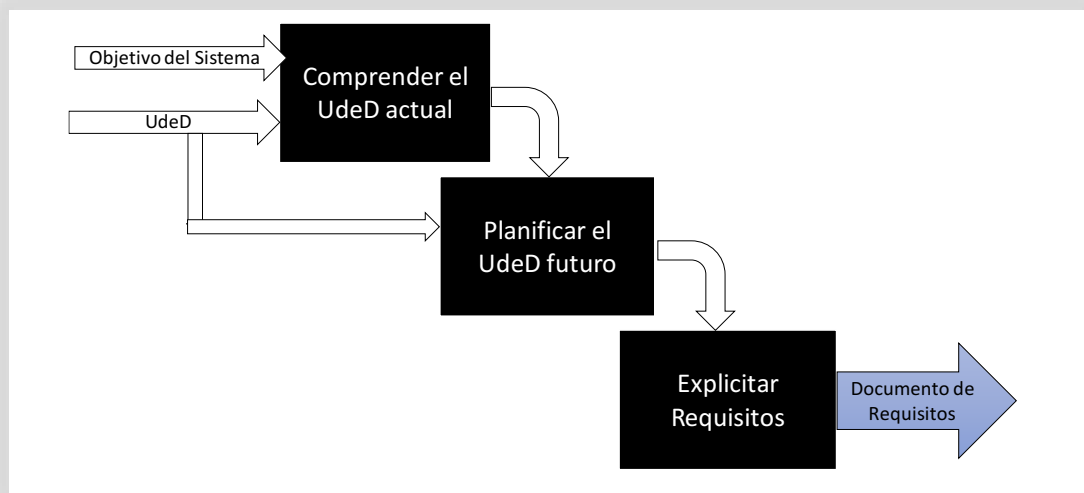 Objetivo del Sistema
UdeD
Comprender el
UdeD actual
Planificar el
UdeD futuro
Explicitar
Requisitos
Documento de
Requisitos